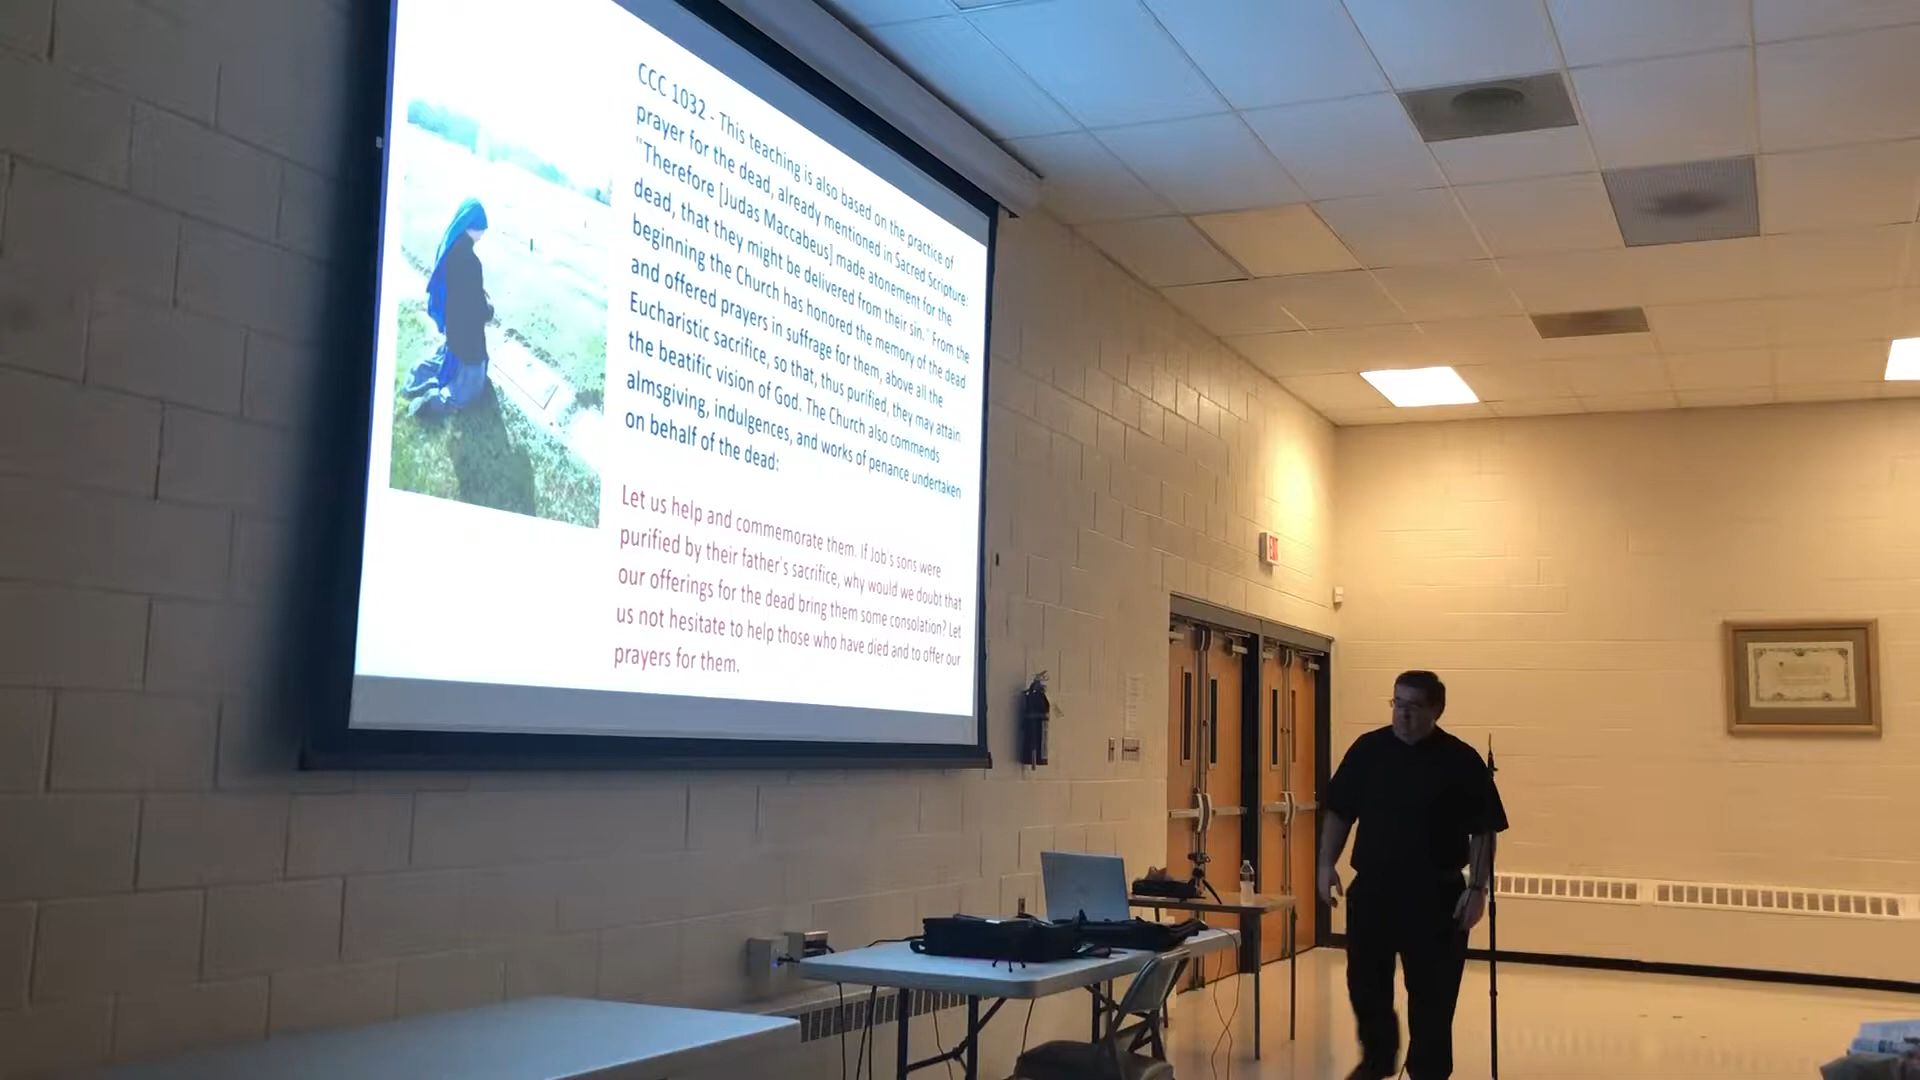 CCC 1032 - This teaching is also based on the practice of
prayer for the dead, already mentioned in Sacred Scripture:
"Therefore [Judas Maccabeus] made atonement for the
dead, that they might be delivered from their sin." From the
beginning the Church has honored the memory of the dead
and offered prayers in suffrage for them, above all the
Eucharistic sacrifice, so that, thus purified, they may attain
the beatific vision of God. The Church also commends
almsgiving, indulgences, and works of penance undertaken
on behalf of the dead:
Let us help and commemorate them. If Job's sons were
purified by their father's sacrifice, why would we doubt that
our offerings for the dead bring them some consolation? Let
us not hesitate to help those who have died and to offer our
prayers for them.
EXIT